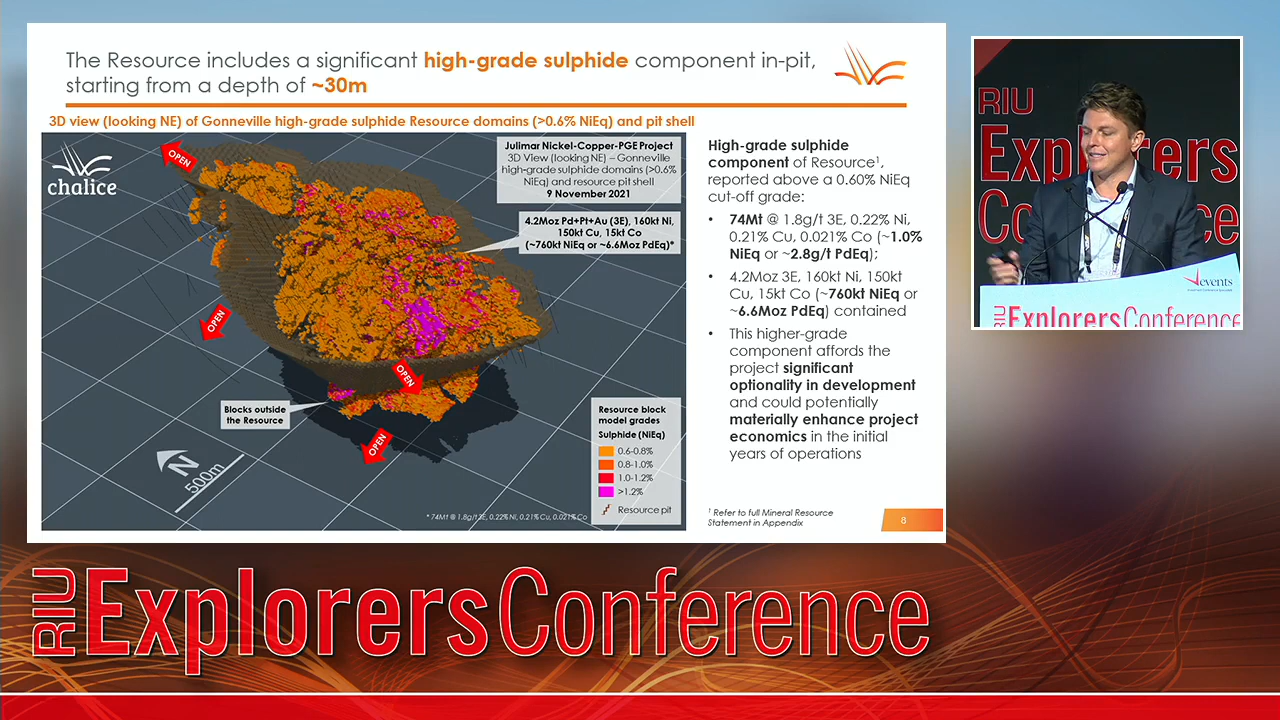 The Resource includes a significant high-grade sulphide component in-pit,
starting from a depth of ~30m
3D view (looking NE) of Gonneville high-grade sulphide Resource domains (>0.6% NiEq) and pit shell
chalice
OPEN
Julimar Nickel-Copper-PGE Project
3D View (looking NE) – Gonneville
high-grade sulphide domains (>0.6%
NiEq) and resource pit shell
9 November 2021
4.2Moz Pd+Pt+Au (3E), 160kt Ni,
150kt Cu, 15kt Co
(~760kt NiEq or ~6.6Moz PdEq)*
OPEN
OPEN
OPEN
Blocks outside
the Resource
N
500m
Resource block
model grades
Sulphide (NiEq)
0.6-0.8%
0.8-1.0%
1.0-1.2%
>1.2%
Resource pit
* 74Mt @ 1.8g/t 3E, 0.22% Ni, 0.21% Cu, 0.021% Co
High-grade sulphide
component of Resource¹,
reported above a 0.60% NiEq
cut-off grade:
• 74Mt @ 1.8g/t 3E, 0.22% Ni,
0.21% Cu, 0.021% Co (~1.0%
NiEq or ~2.8g/t PdEq);
• 4.2Moz 3E, 160kt Ni, 150kt
Cu, 15kt Co (~760kt NiEq or
~6.6Moz PdEq) contained
• This higher-grade
component affords the
project significant
optionality in development
and could potentially
materially enhance project
economics in the initial
years of operations
¹ Refer to full Mineral Resource
Statement in Appendix
8
RIU
Explorers
Co ce
events
RIU ExplorersConference
RIU ExplorersConference